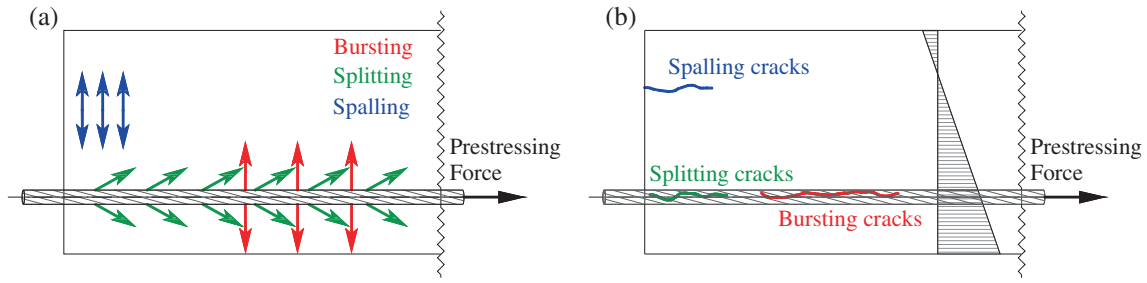 (a)
Bursting
Splitting
Spalling
Prestressing
Force
(b)
Spalling cracks
Splitting cracks
Bursting cracks
Prestressing
Force